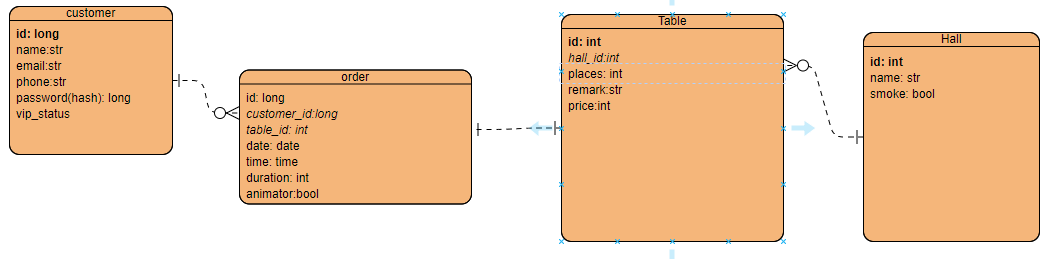 customer
id: long
name:str
email:str
phone:str
password(hash): long
vip_status
order
id: long
customer_id:long
table_id: int
date: date
time: time
duration: int
animator:bool
Table
id: int
hall_id:int
places: int
remark:str
price:int
Hall
id: int
name: str
smoke: bool